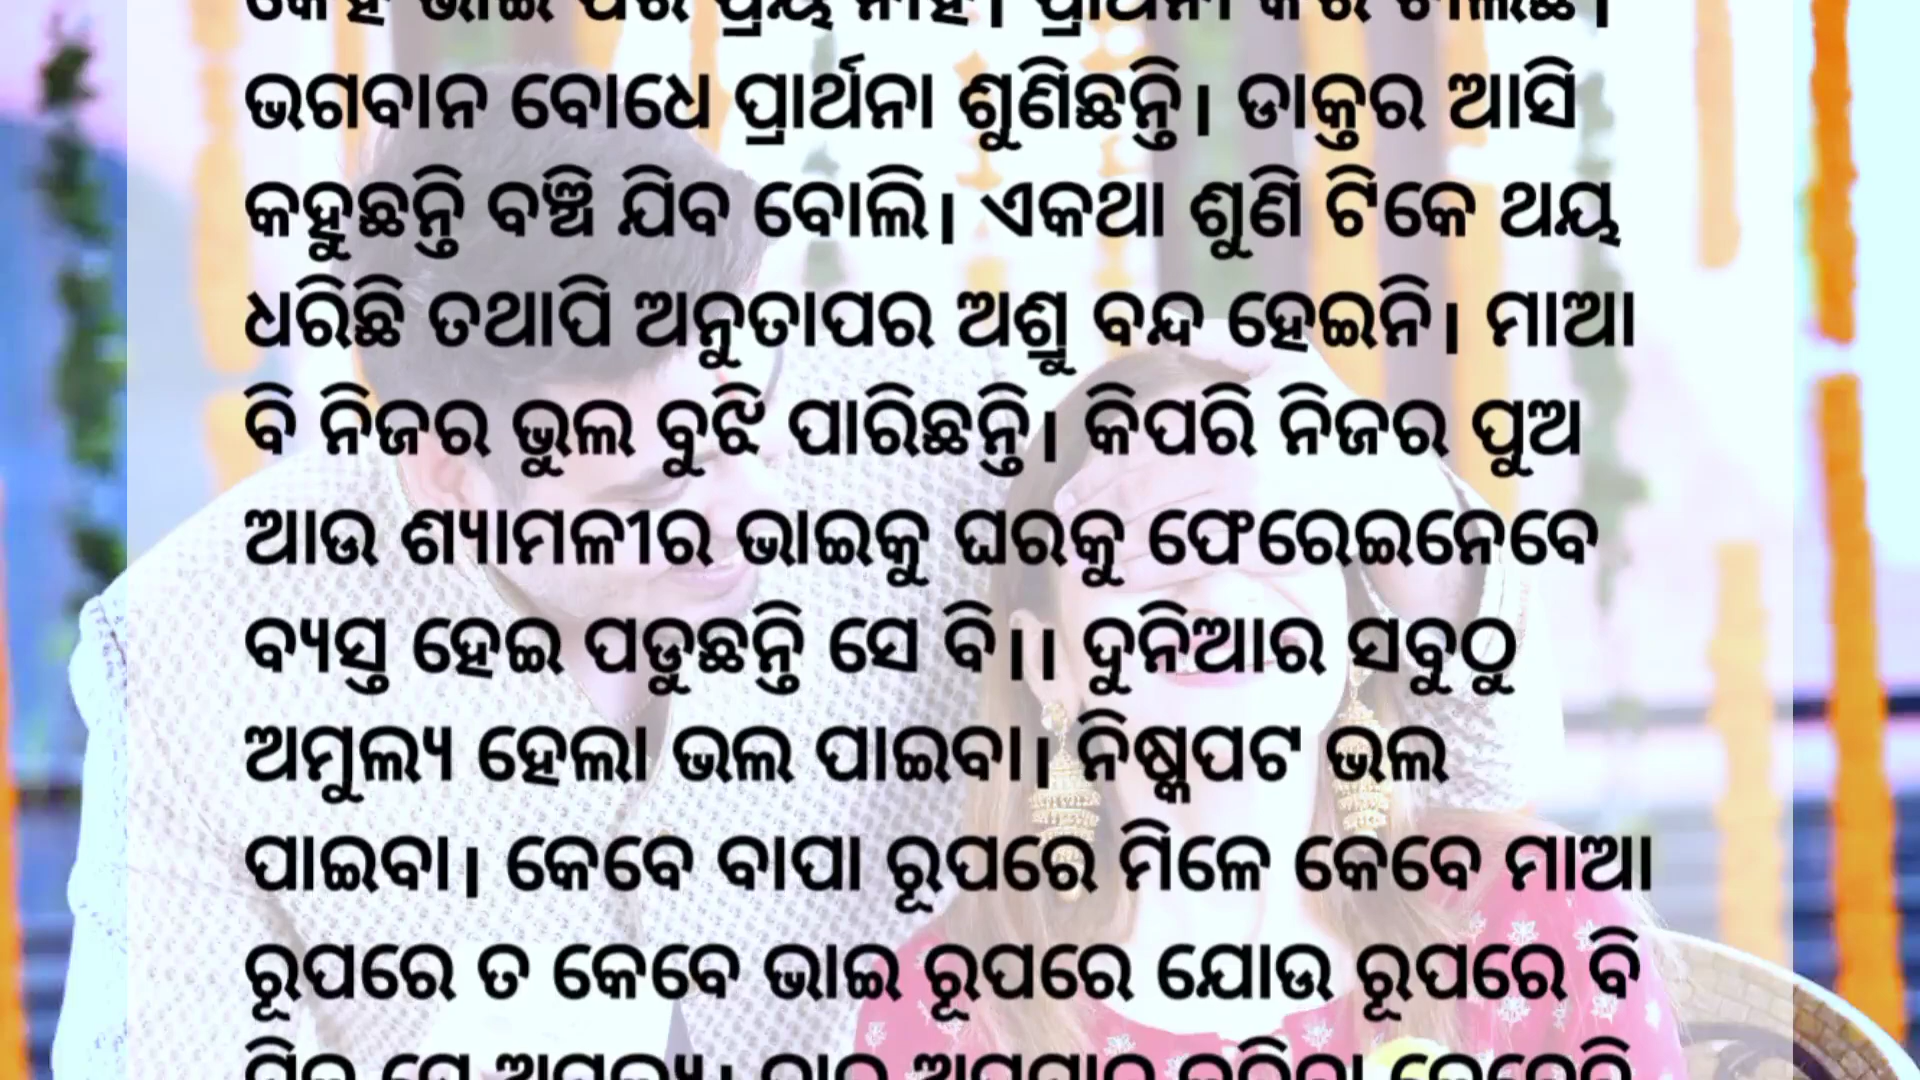 ଭଗବାନ ବୋଧେ ପ୍ରାର୍ଥନା ଶୁଣିଛନ୍ତି। ଡାକ୍ତର ଆସି
କହୁଛନ୍ତି ବଞ୍ଚି ଯିବ ବୋଲି। ଏକଥା ଶୁଣି ଟିକେ ଥୟ
ଧରିଛି ତଥାପି ଅନୁତାପର ଅଶ୍ରୁ ବନ୍ଦ ହେଇନି। ମାଆ
ବି ନିଜର ଭୁଲ ବୁଝି ପାରିଛନ୍ତି। କିପରି ନିଜର ପୁଅ
ଆଉ ଶ୍ୟାମଳୀର ଭାଇକୁ ଘରକୁ ଫେରେଇନେବେ
ବ୍ୟସ୍ତ ହେଇ ପଡୁଛନ୍ତି ସେ ବି।। ଦୁନିଆର ସବୁଠୁ
ଅମୁଲ୍ୟ ହେଲା ଭଲ ପାଇବା। ନିଷ୍କପଟ ଭଲ
ପାଇବା। କେବେ ବାପା ରୂପରେ ମିଳେ କେବେ ମାଆ
ରୂପରେ ତ କେବେ ଭାଇ ରୂପରେ ଯୋଉ ରୂପରେ ବି